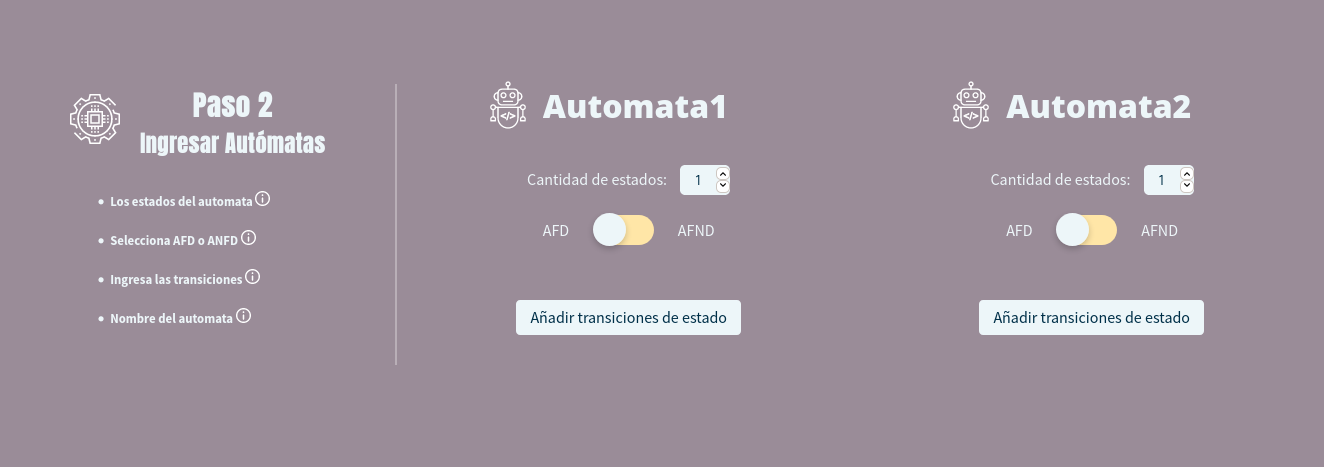 Paso 2
Ingresar Autómatas
Los estados del automata
Selecciona AFD o ANFD
Ingresa las transiciones
Nombre del automata
</> Automata1
Cantidad de estados: 1
AFD AFND
Añadir transiciones de estado
</> Automata2
Cantidad de estados: 1
AFD AFND
Añadir transiciones de estado